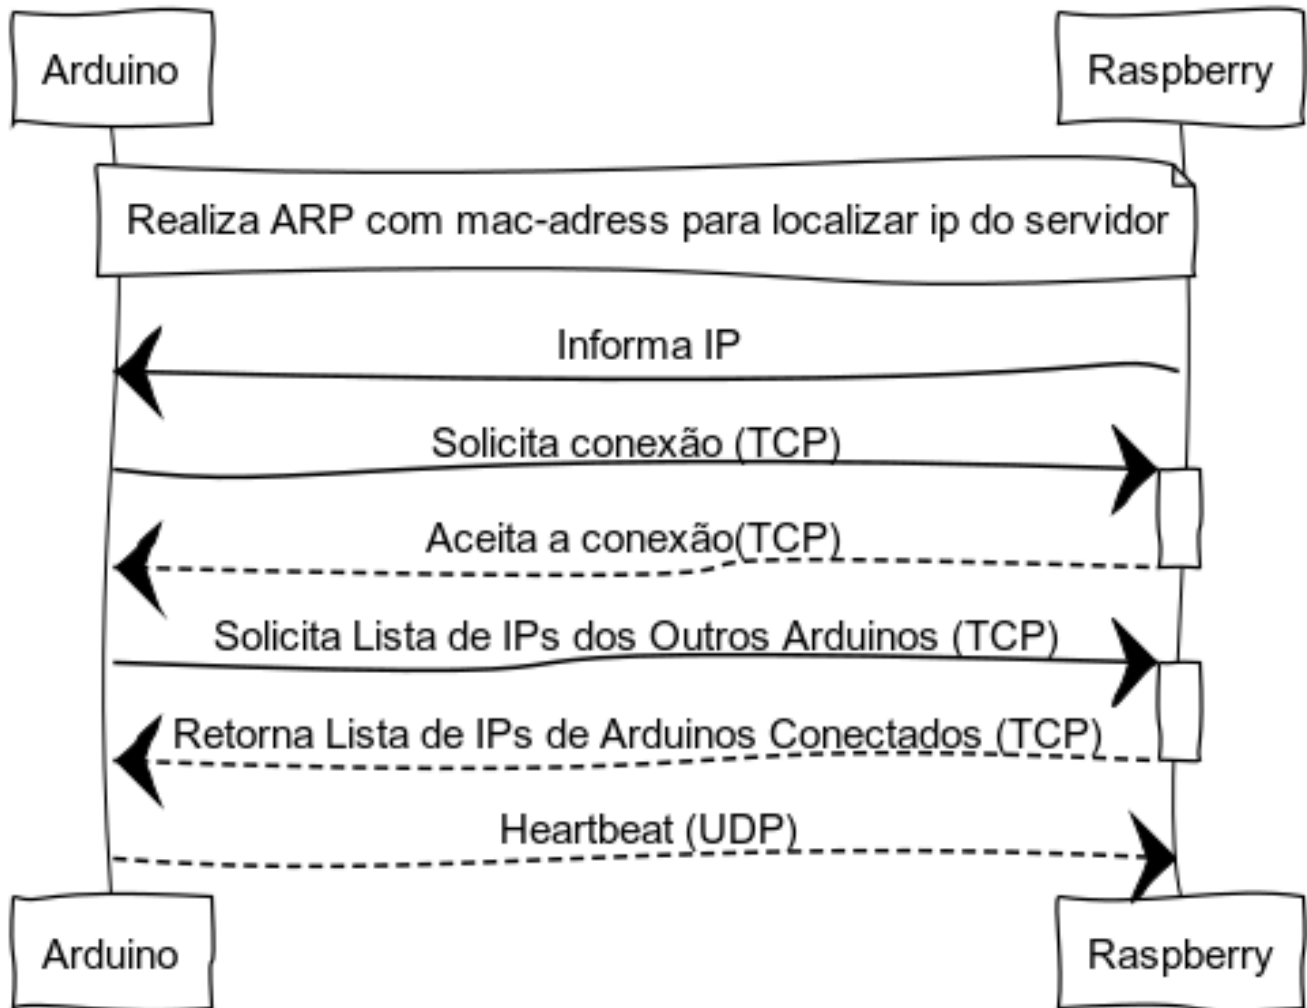 Arduino
Raspberry
Realiza ARP com mac-adress para localizar ip do servidor
Informa IP
Solicita conexão (TCP)
Aceita a conexão(TCP)
Solicita Lista de IPs dos Outros Arduinos (TCP)
Retorna Lista de IPs de Arduinos Conectados (TCP)
Heartbeat (UDP)
Arduino
Raspberry